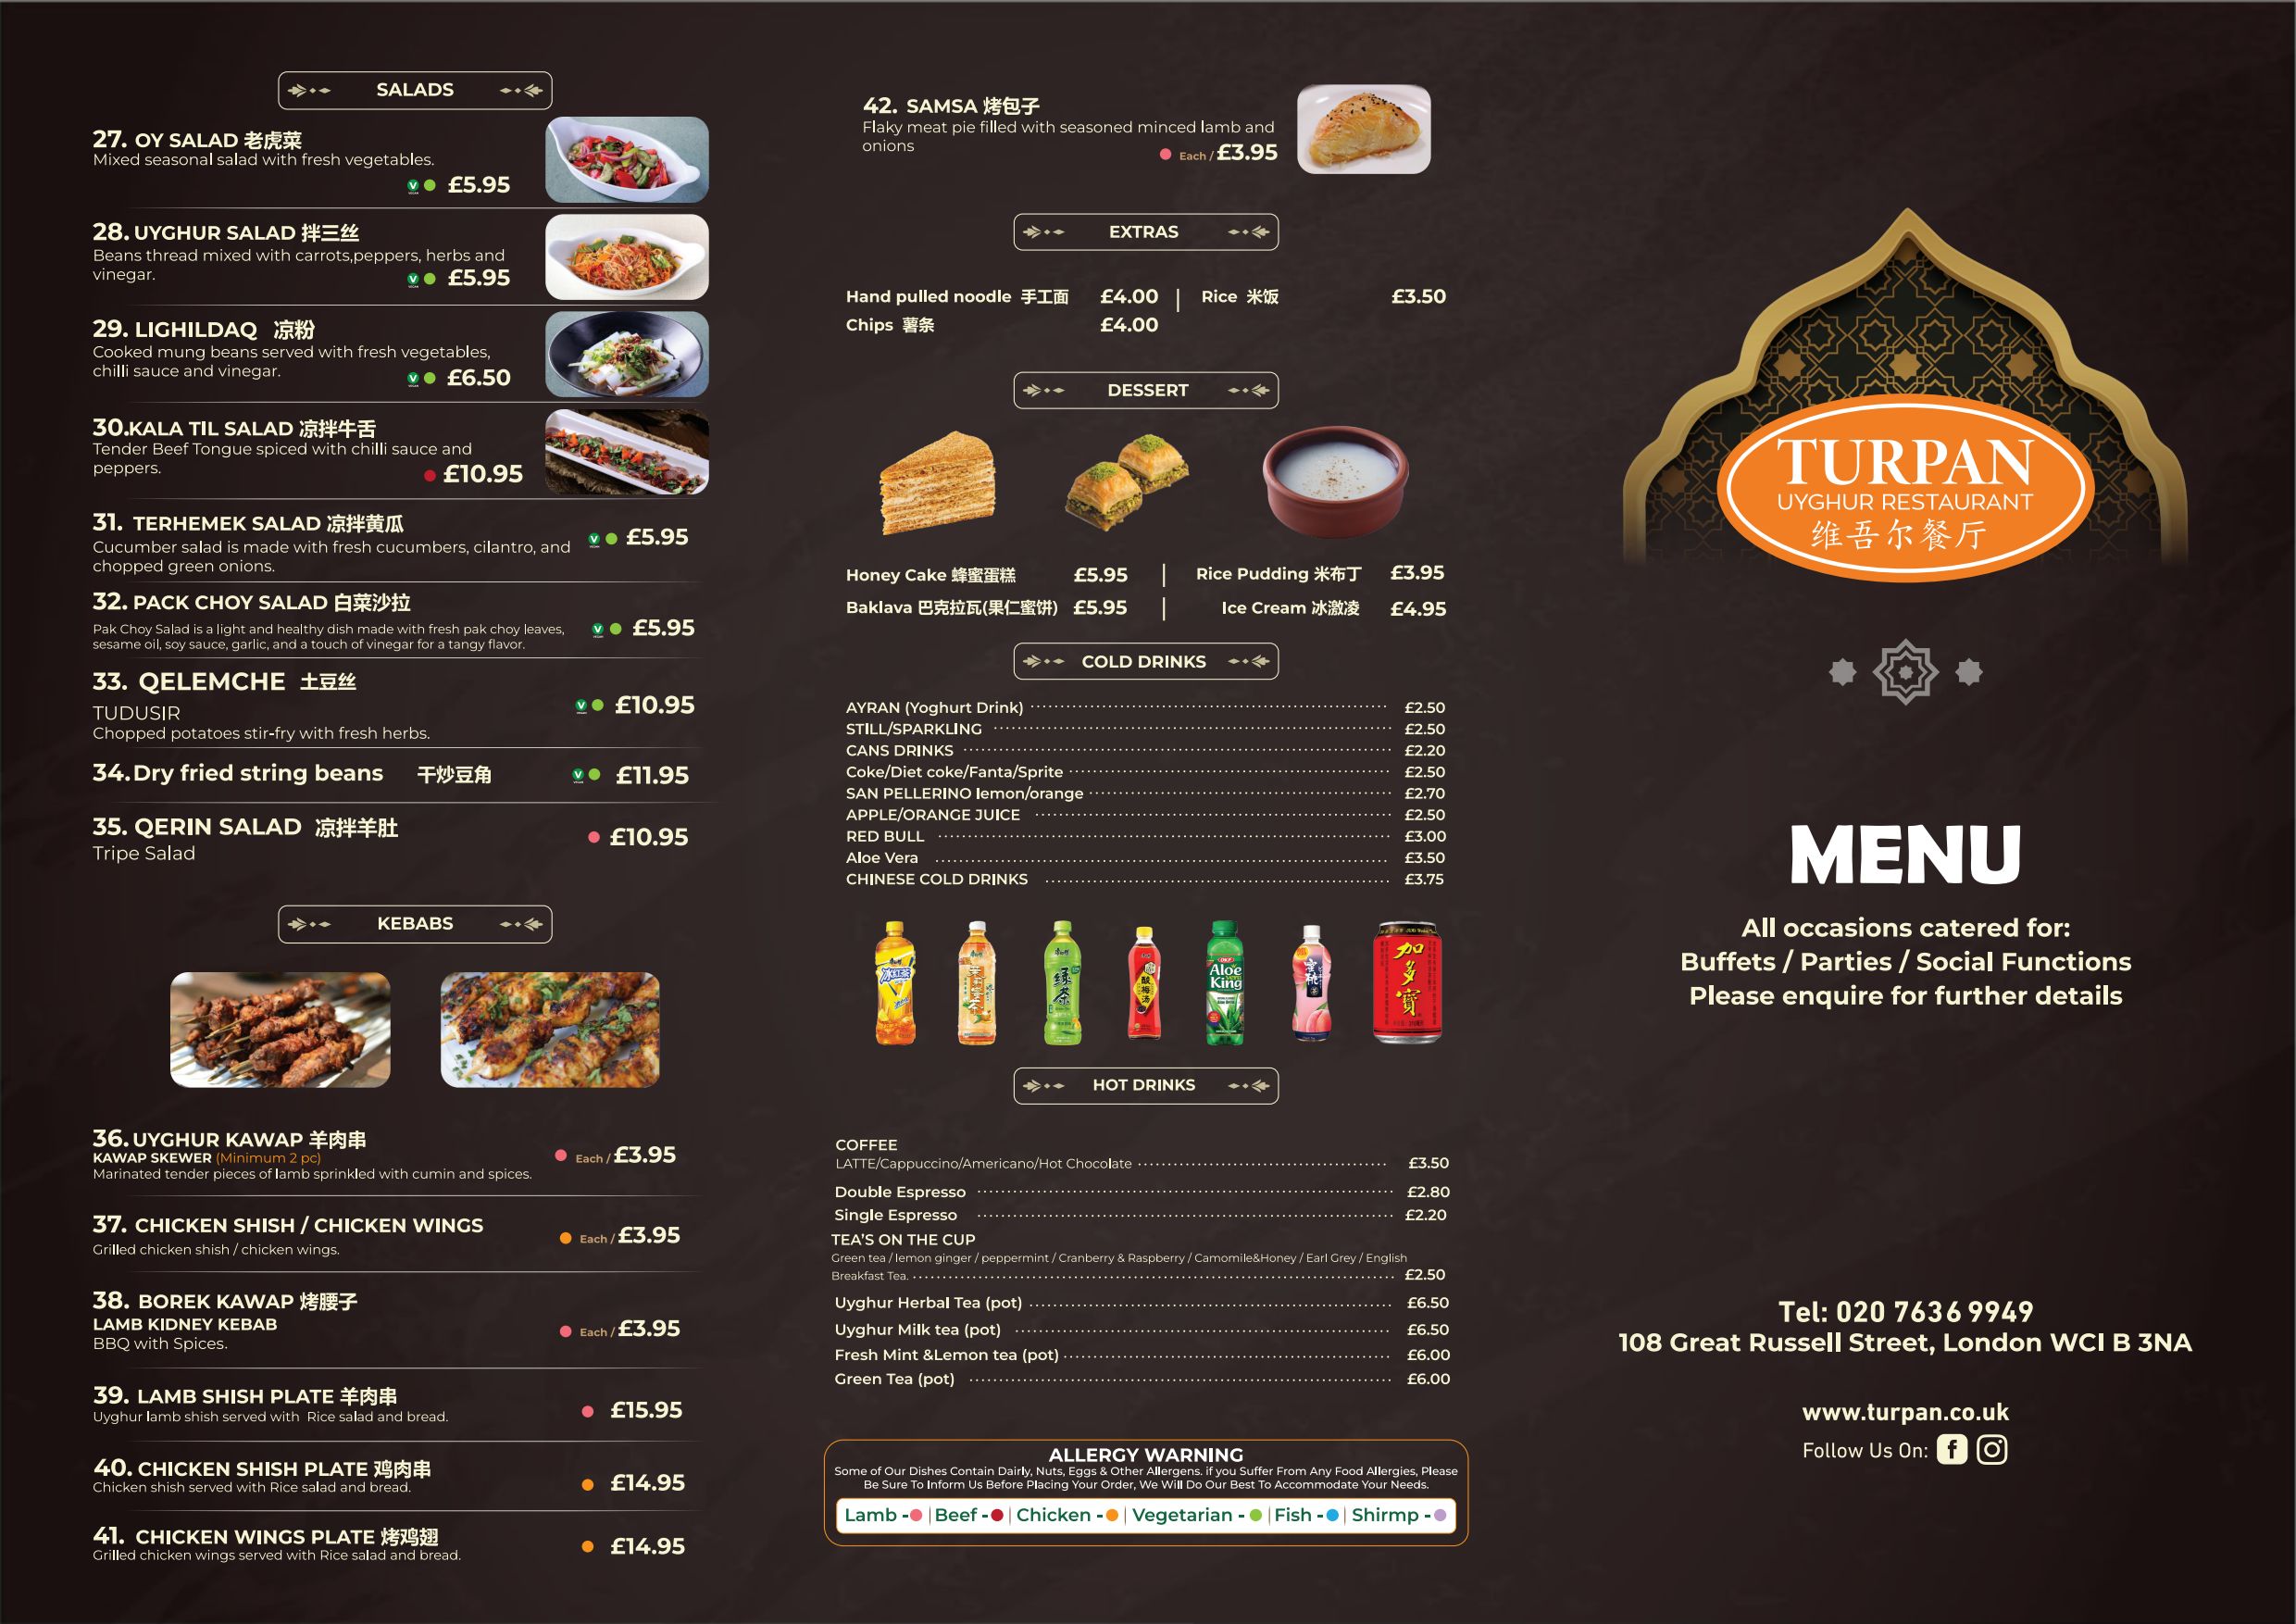 SALADS
27. OY SALAD 老虎菜
Mixed seasonal salad with fresh vegetables.
£5.95
28. UYGHUR SALAD 拌三丝
Beans thread mixed with carrots,peppers, herbs and
vinegar.
£5.95
29. LIGHILDAQ 凉粉
Cooked mung beans served with fresh vegetables,
chilli sauce and vinegar.
£6.50
30.KALA TIL SALAD 凉拌牛舌
Tender Beef Tongue spiced with chilli sauce and
peppers.
£10.95
31. TERHEMEK SALAD 凉拌黄瓜
£5.95
Cucumber salad is made with fresh cucumbers, cilantro, and
chopped green onions.
32. PACK CHOY SALAD 白菜沙拉
£5.95
Pak Choy Salad is a light and healthy dish made with fresh pak choy leaves,
sesame oil, soy sauce, garlic, and a touch of vinegar for a tangy flavor.
33. QELEMCHE 土豆丝
£10.95
TUDUSIR
Chopped potatoes stir-fry with fresh herbs.
34.Dry fried string beans 干炒豆角 £11.95
35. QERIN SALAD 凉拌羊肚 £10.95
Tripe Salad
KEBABS
36. UYGHUR KAWAP 羊肉串
KAWAP SKEWER (Minimum 2 pc)
Each / £3.95
Marinated tender pieces of lamb sprinkled with cumin and spices.
37. CHICKEN SHISH / CHICKEN WINGS
Each / £3.95
Grilled chicken shish / chicken wings.
38. BOREK KAWAP 烤腰子
LAMB KIDNEY KEBAB
Each / £3.95
BBQ with Spices.
39. LAMB SHISH PLATE 羊肉串
£15.95
Uyghur lamb shish served with Rice salad and bread.
40. CHICKEN SHISH PLATE 鸡肉串
£14.95
Chicken shish served with Rice salad and bread.
41. CHICKEN WINGS PLATE 烤鸡翅
£14.95
Grilled chicken wings served with Rice salad and bread.
42. SAMSA 烤包子
Flaky meat pie filled with seasoned minced lamb and
onions
Each / £3.95
EXTRAS
Hand pulled noodle 手工面 £4.00 | Rice 米饭 £3.50
Chips 薯条 £4.00
DESSERT
Honey Cake 蜂蜜蛋糕 £5.95 | Rice Pudding 米布丁 £3.95
Baklava 巴克拉瓦(果仁蜜饼) £5.95 | Ice Cream 冰激凌 £4.95
COLD DRINKS
AYRAN (Yoghurt Drink) £2.50
STILL/SPARKLING £2.50
CANS DRINKS £2.20
Coke/Diet coke/Fanta/Sprite £2.50
SAN PELLERINO lemon/orange £2.70
APPLE/ORANGE JUICE £2.50
RED BULL £3.00
Aloe Vera £3.50
CHINESE COLD DRINKS £3.75
冰红茶
绿茶
酸梅汤
Aloe
King
蜜桃
加多寶
HOT DRINKS
COFFEE
LATTE/Cappuccino/Americano/Hot Chocolate £3.50
Double Espresso £2.80
Single Espresso £2.20
TEA'S ON THE CUP
Green tea / lemon ginger / peppermint / Cranberry & Raspberry / Camomile&Honey / Earl Grey / English
Breakfast Tea. £2.50
Uyghur Herbal Tea (pot) £6.50
Uyghur Milk tea (pot) £6.50
Fresh Mint &Lemon tea (pot) £6.00
Green Tea (pot) £6.00
ALLERGY WARNING
Some of Our Dishes Contain Dairly, Nuts, Eggs & Other Allergens. if you Suffer From Any Food Allergies, Please
Be Sure To Inform Us Before Placing Your Order, We Will Do Our Best To Accommodate Your Needs.
Lamb - | Beef - | Chicken - | Vegetarian - | Fish - | Shirmp -
TURPAN
UYGHUR RESTAURANT
维吾尔餐厅
MENU
All occasions catered for:
Buffets / Parties / Social Functions
Please enquire for further details
Tel: 020 7636 9949
108 Great Russell Street, London WCI B 3NA
www.turpan.co.uk
Follow Us On: